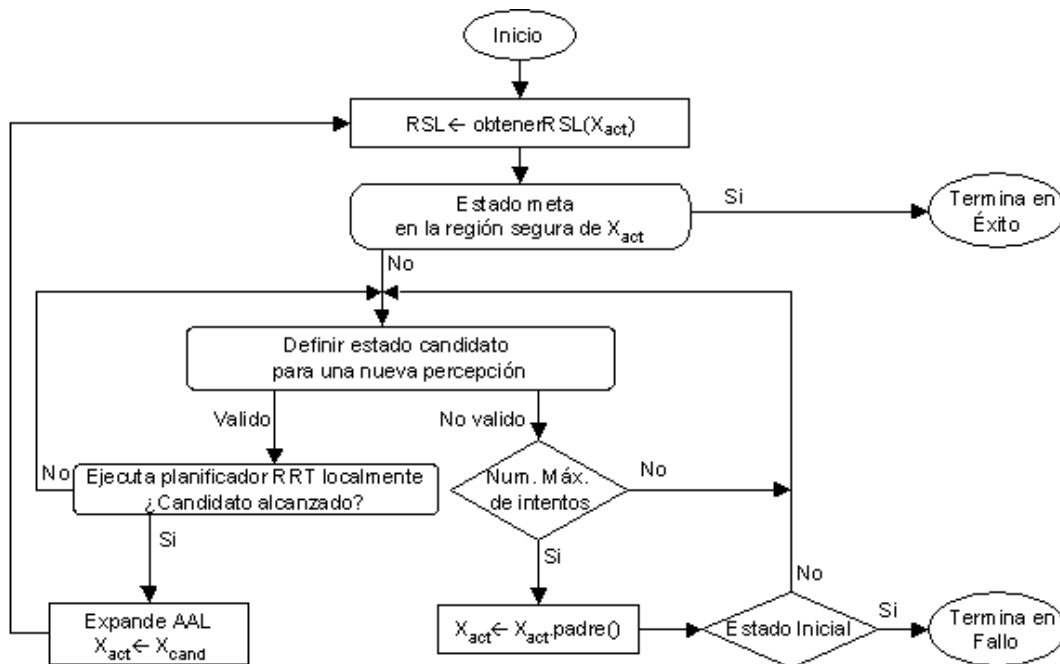 Inicio
RSL← obtenerRSL(Xact)
Estado meta
en la región segura de Xact
Si
Termina en
Éxito
No
Definir estado candidato
para una nueva percepción
Valido
No valido
No
Ejecuta planificador RRT localmente
¿Candidato alcanzado?
Num. Máx.
de intentos
No
Si
Si
No
Expande AAL
Xact← Xcand
Xact← Xact.padre()
Estado Inicial
Si
Termina en
Fallo